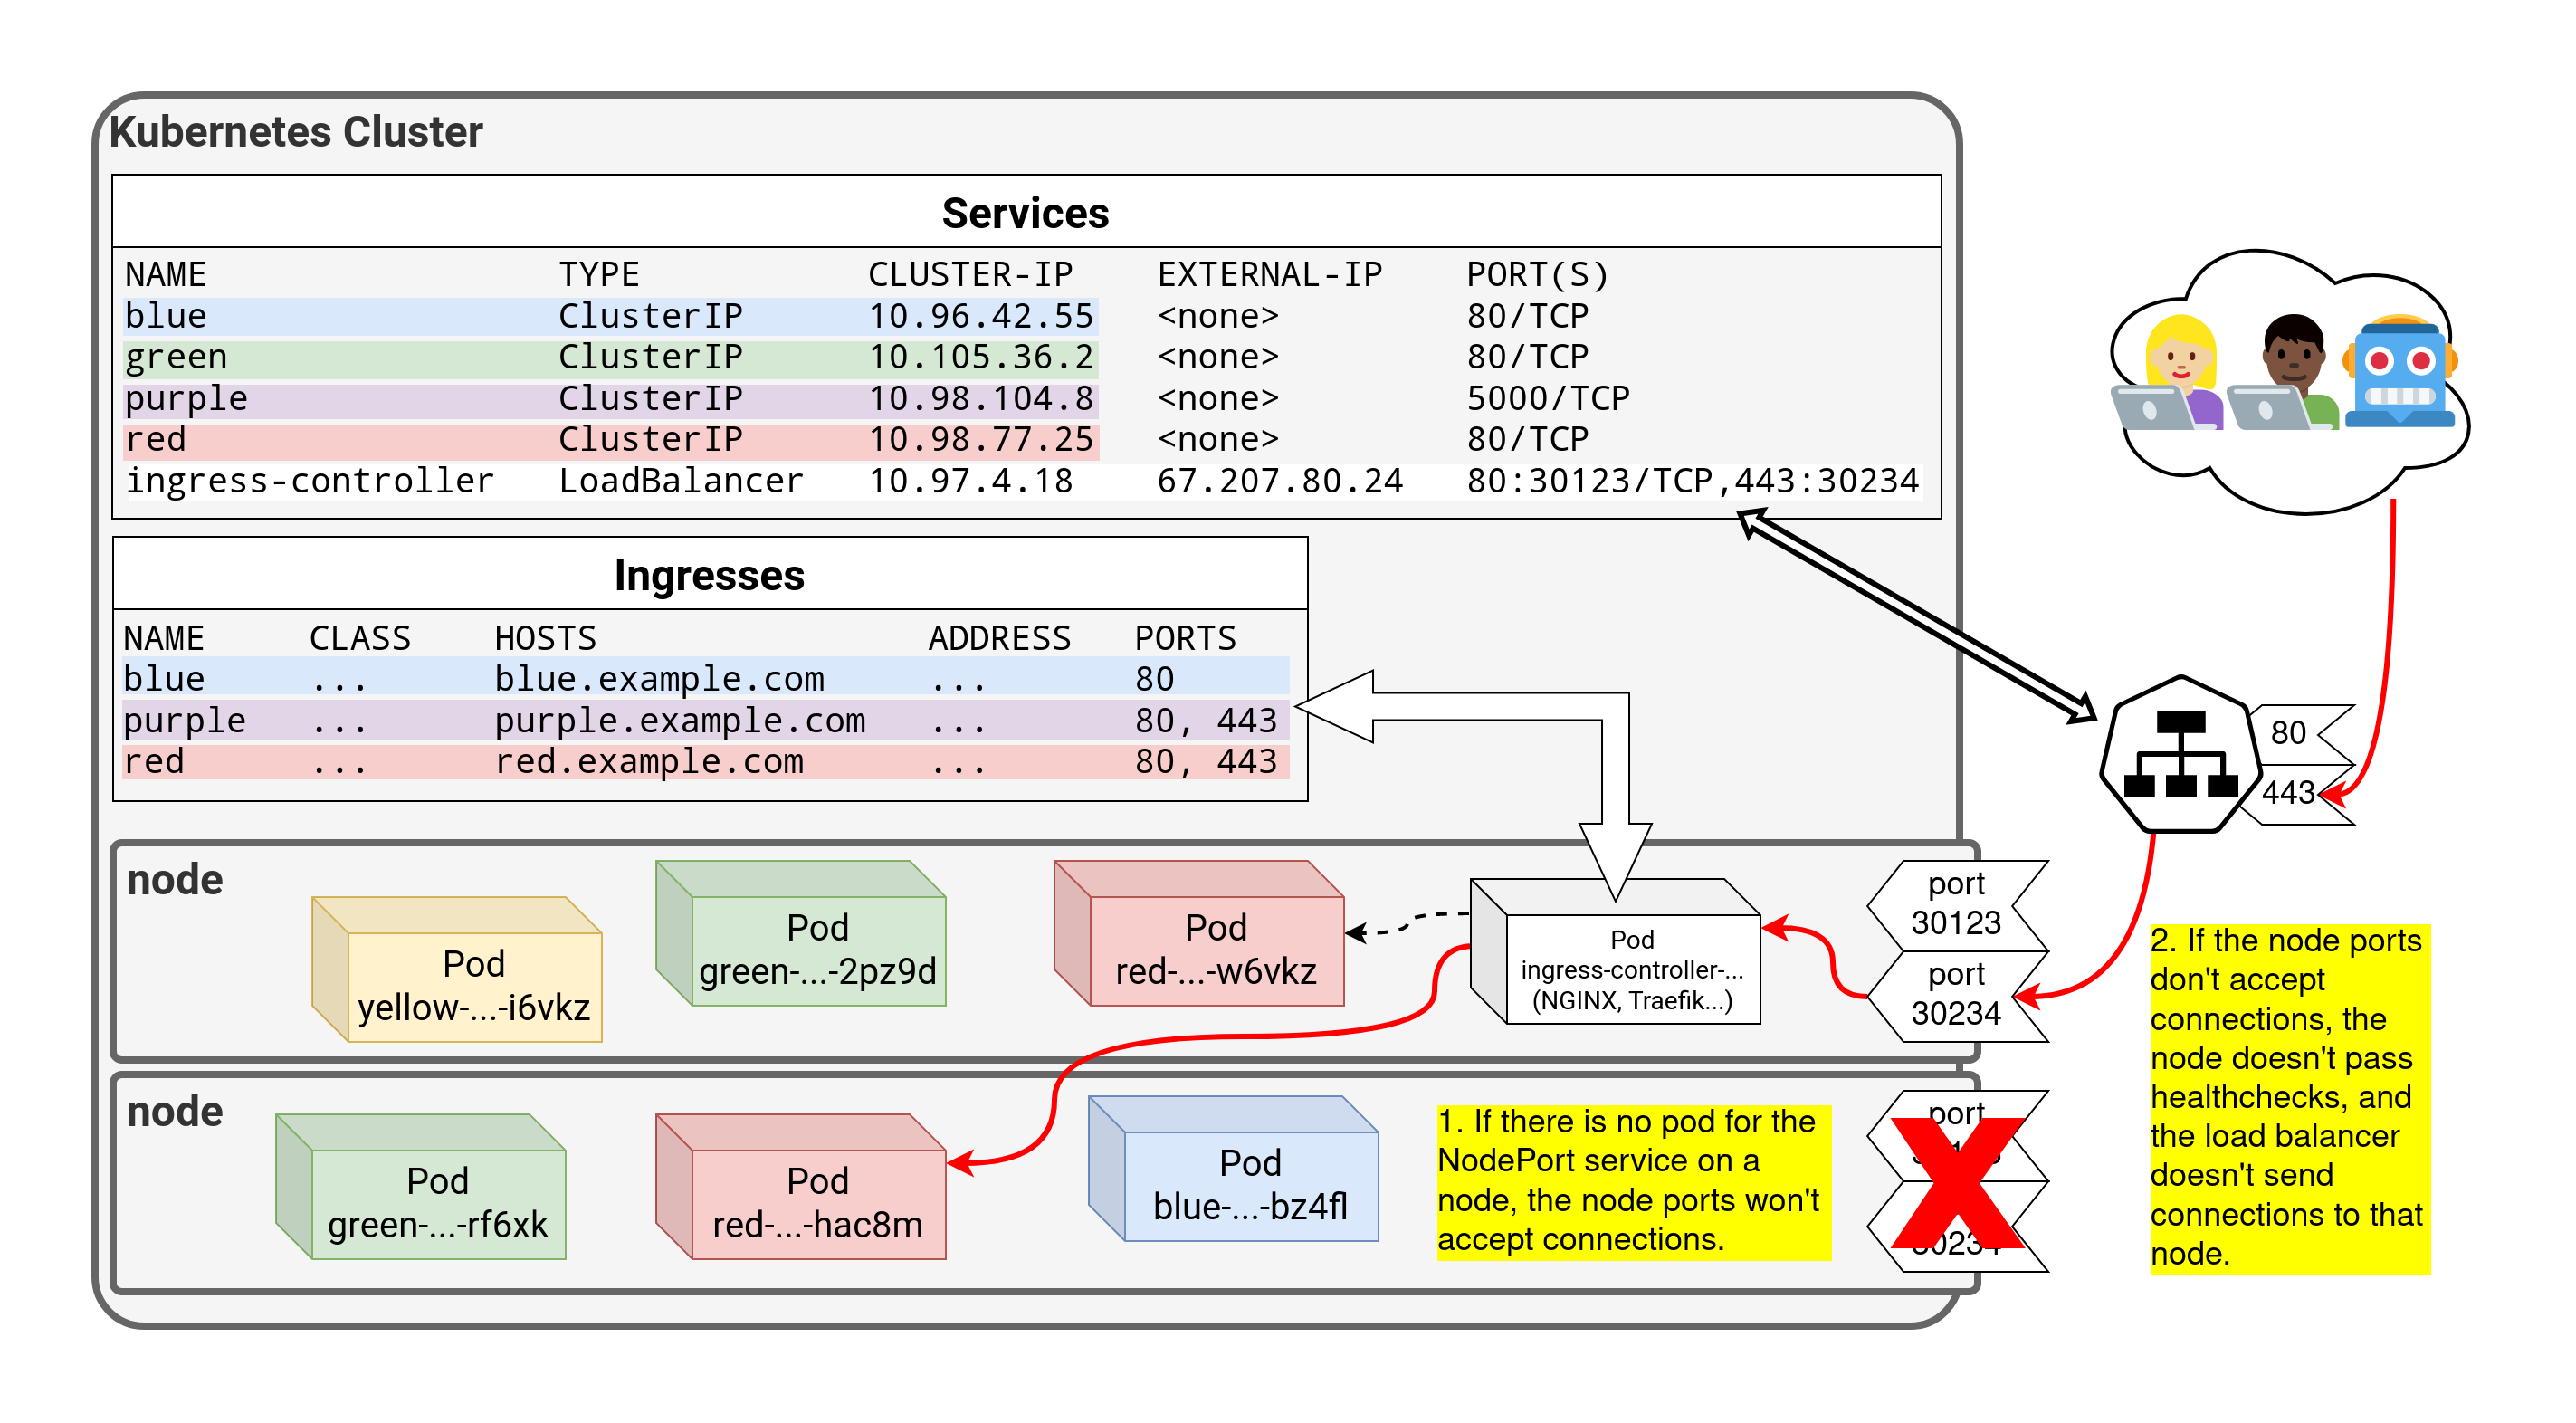 Kubernetes Cluster
Services
NAME TYPE CLUSTER-IP EXTERNAL-IP PORT(S)
blue ClusterIP 10.96.42.55 <none> 80/TCP
green ClusterIP 10.105.36.2 <none> 80/TCP
purple ClusterIP 10.98.104.8 <none> 5000/TCP
red ClusterIP 10.98.77.25 <none> 80/TCP
ingress-controller LoadBalancer 10.97.4.18 67.207.80.24 80:30123/TCP,443:30234
Ingresses
NAME CLASS HOSTS ADDRESS PORTS
blue ... blue.example.com ... 80
purple ... purple.example.com ... 80, 443
red ... red.example.com ... 80, 443
80
443
node
Pod
yellow-...-i6vkz
Pod
green-...-2pz9d
Pod
red-...-w6vkz
Pod
ingress-controller-...
(NGINX, Traefik...)
port
30123
port
30234
node
Pod
green-...-rf6xk
Pod
red-...-hac8m
Pod
blue-...-bz4fl
1. If there is no pod for the
NodePort service on a
node, the node ports won't
accept connections.
port
30234
2. If the node ports
don't accept
connections, the
node doesn't pass
healthchecks, and
the load balancer
doesn't send
connections to that
node.